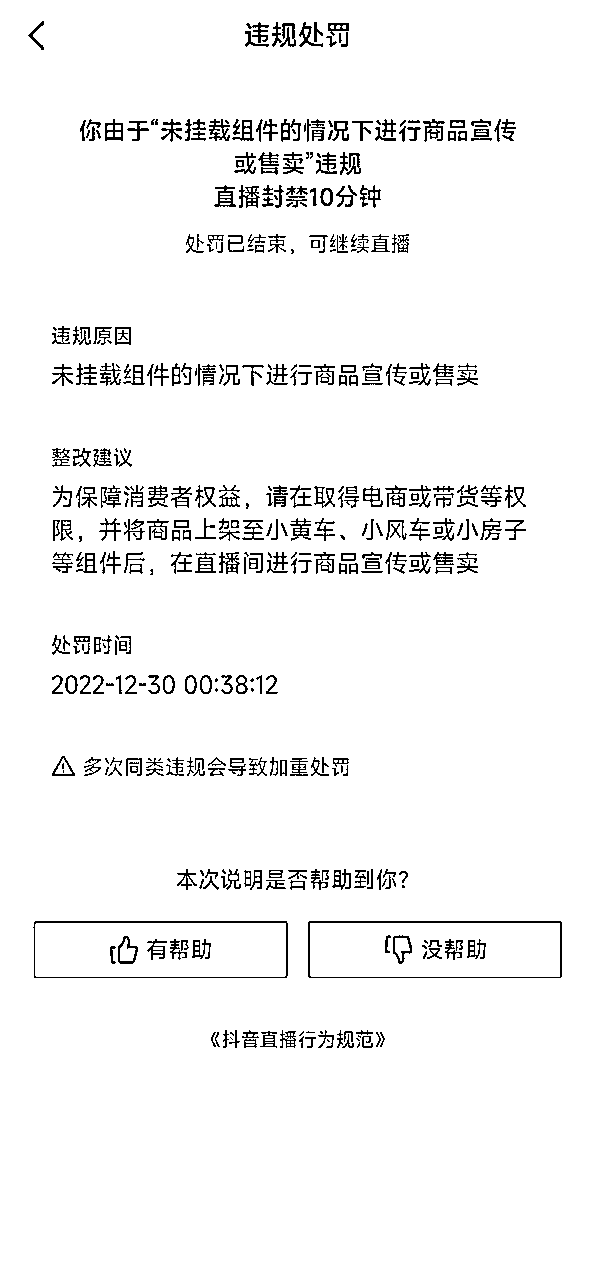 违规处罚
你由于“未挂载组件的情况下进行商品宣传
或售卖”违规
直播封禁10分钟
处罚已结束，可继续直播
违规原因
未挂载组件的情况下进行商品宣传或售卖
整改建议
为保障消费者权益，请在取得电商或带货等权
限，并将商品上架至小黄车、小风车或小房子
等组件后，在直播间进行商品宣传或售卖
处罚时间
2022-12-30 00:38:12
多次同类违规会导致加重处罚
本次说明是否帮助到你？
有帮助
没帮助
《抖音直播行为规范》